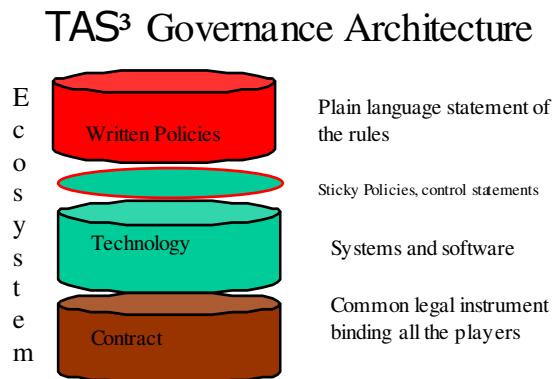 TAS³ Governance Architecture
Ecosystem
Written Policies
Plain language statement of
the rules
Sticky Policies, control statements
Technology
Systems and software
Contract
Common legal instrument
binding all the players